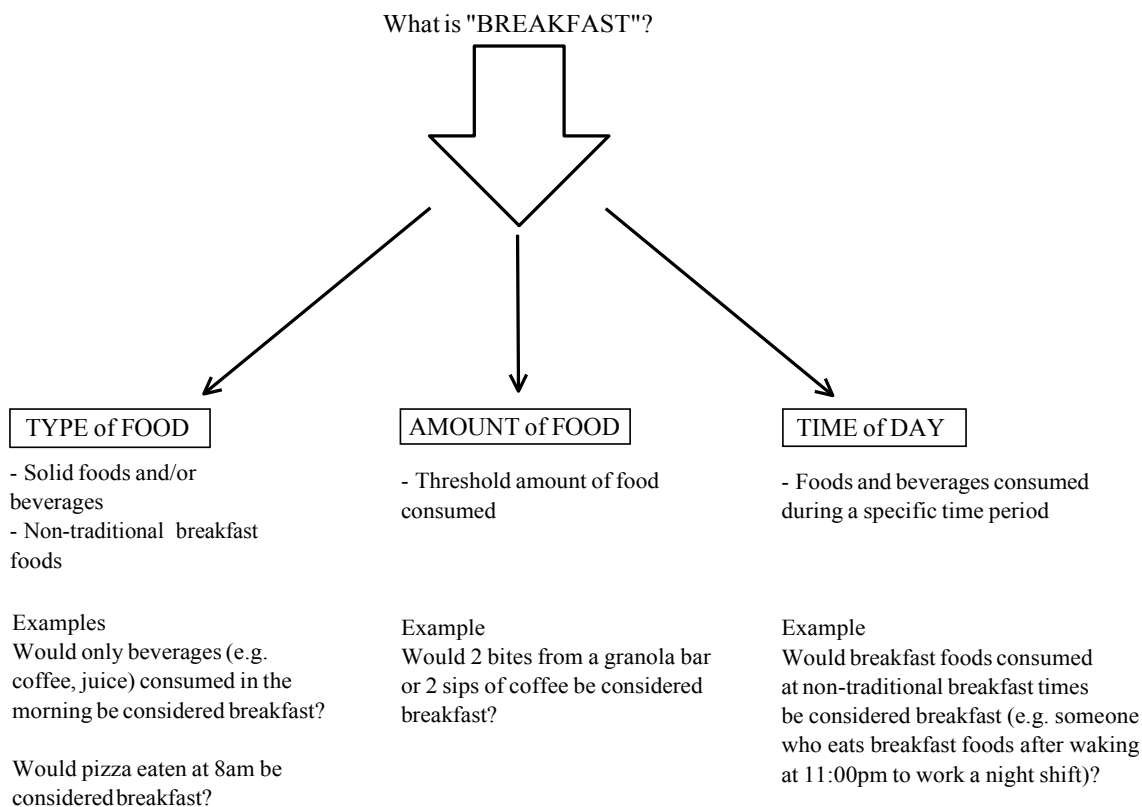 What is "BREAKFAST"?
TYPE of FOOD
- Solid foods and/or
beverages
- Non-traditional breakfast
foods
Examples
Would only beverages (e.g.
coffee, juice) consumed in the
morning be considered breakfast?
Would pizza eaten at 8am be
considered breakfast?
AMOUNT of FOOD
- Threshold amount of food
consumed
Example
Would 2 bites from a granola bar
or 2 sips of coffee be considered
breakfast?
TIME of DAY
- Foods and beverages consumed
during a specific time period
Example
Would breakfast foods consumed
at non-traditional breakfast times
be considered breakfast (e.g. someone
who eats breakfast foods after waking
at 11:00pm to work a night shift)?